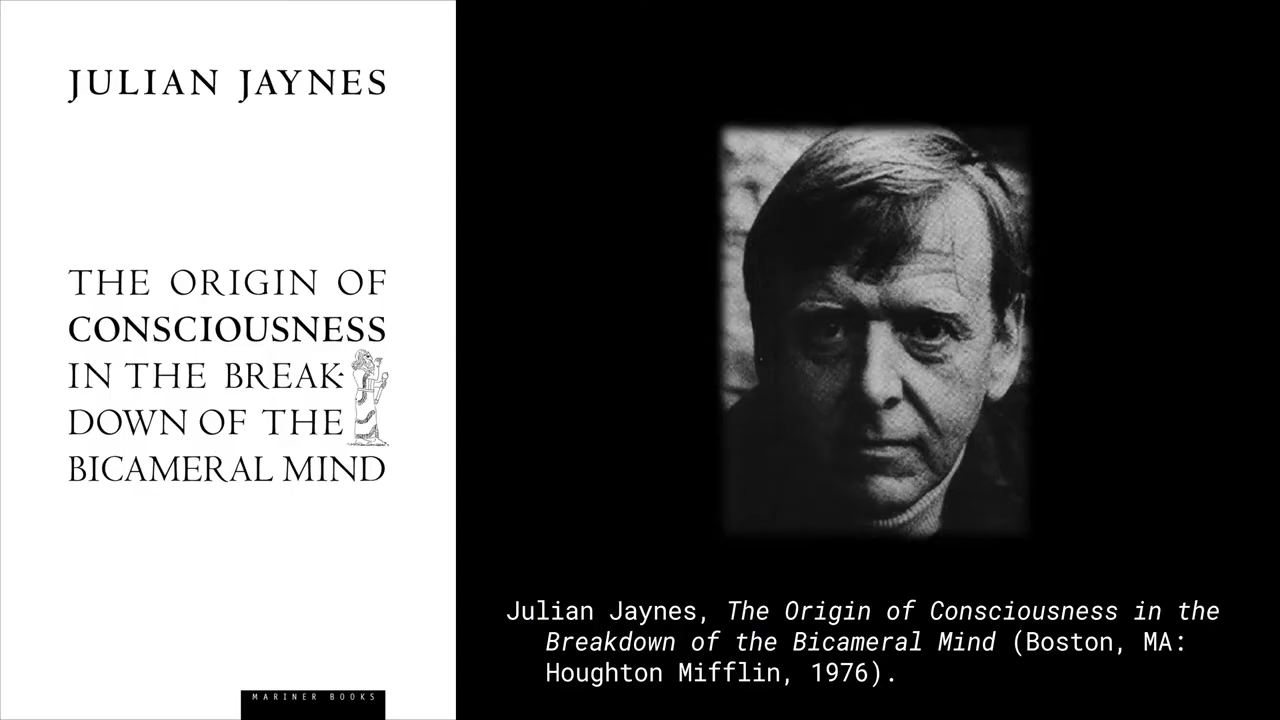 JULIAN JAYNES
THE ORIGIN OF
CONSCIOUSNESS
IN THE BREAK-
DOWN OF THE
BICAMERAL MIND
MARINER BOOKS
Julian Jaynes, The Origin of Consciousness in the
Breakdown of the Bicameral Mind (Boston, MA:
Houghton Mifflin, 1976).